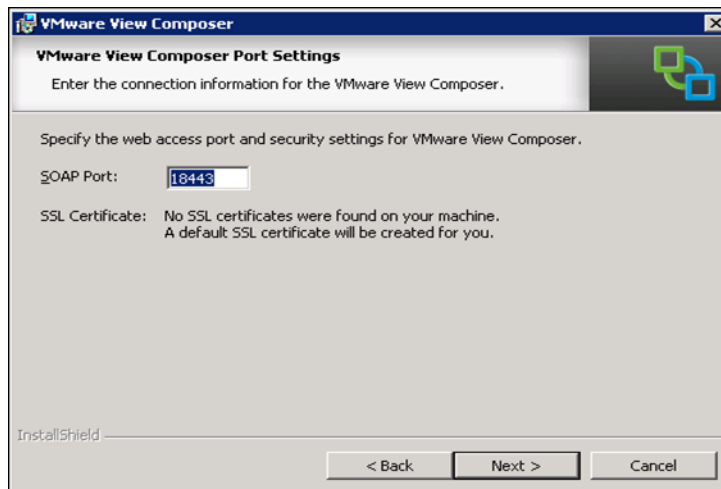 VMware View Composer
VMware View Composer Port Settings
Enter the connection information for the VMware View Composer.
Specify the web access port and security settings for VMware View Composer.
SOAP Port: 18443
SSL Certificate: No SSL certificates were found on your machine.
A default SSL certificate will be created for you.
InstallShield
< Back Next > Cancel